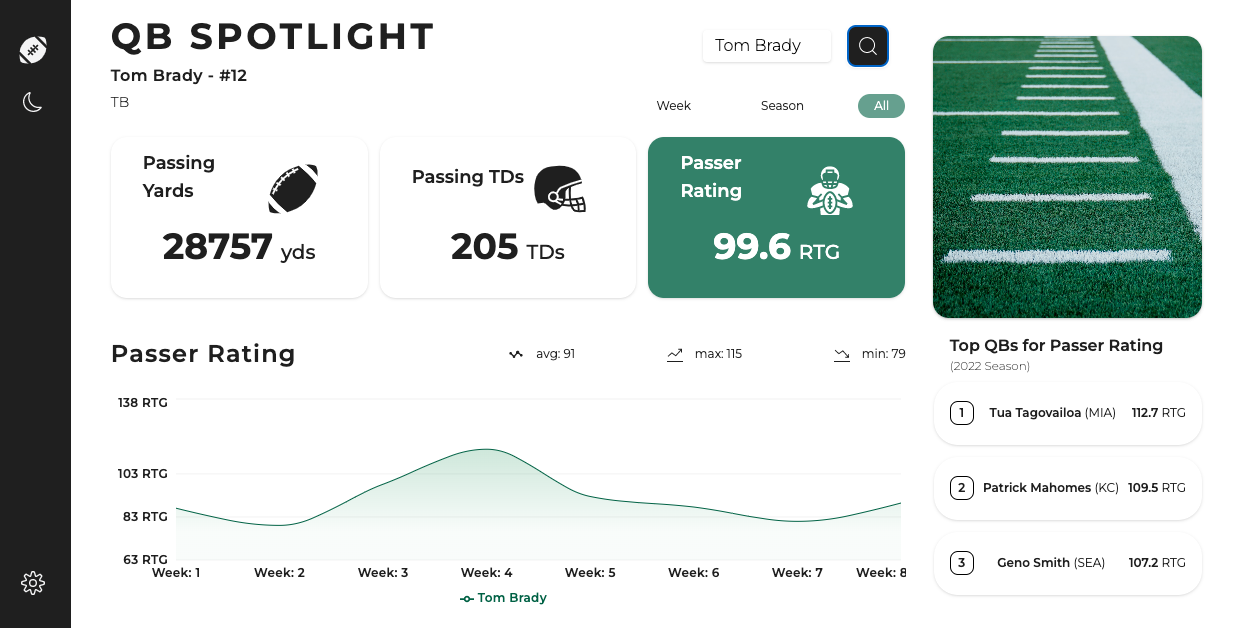 QB SPOTLIGHT
Tom Brady - #12
TB
Tom Brady
Week
Season
All
Passing
Yards
28757 yds
Passing TDs
205 TDs
Passer
Rating
99.6 RTG
Passer Rating
avg: 91
max: 115
min: 79
138 RTG
103 RTG
83 RTG
63 RTG
Week: 1
Week: 2
Week: 3
Week: 4
Week: 5
Week: 6
Week: 7
Week: 8
Tom Brady
Top QBs for Passer Rating
(2022 Season)
1 Tua Tagovailoa (MIA) 112.7 RTG
2 Patrick Mahomes (KC) 109.5 RTG
3 Geno Smith (SEA) 107.2 RTG